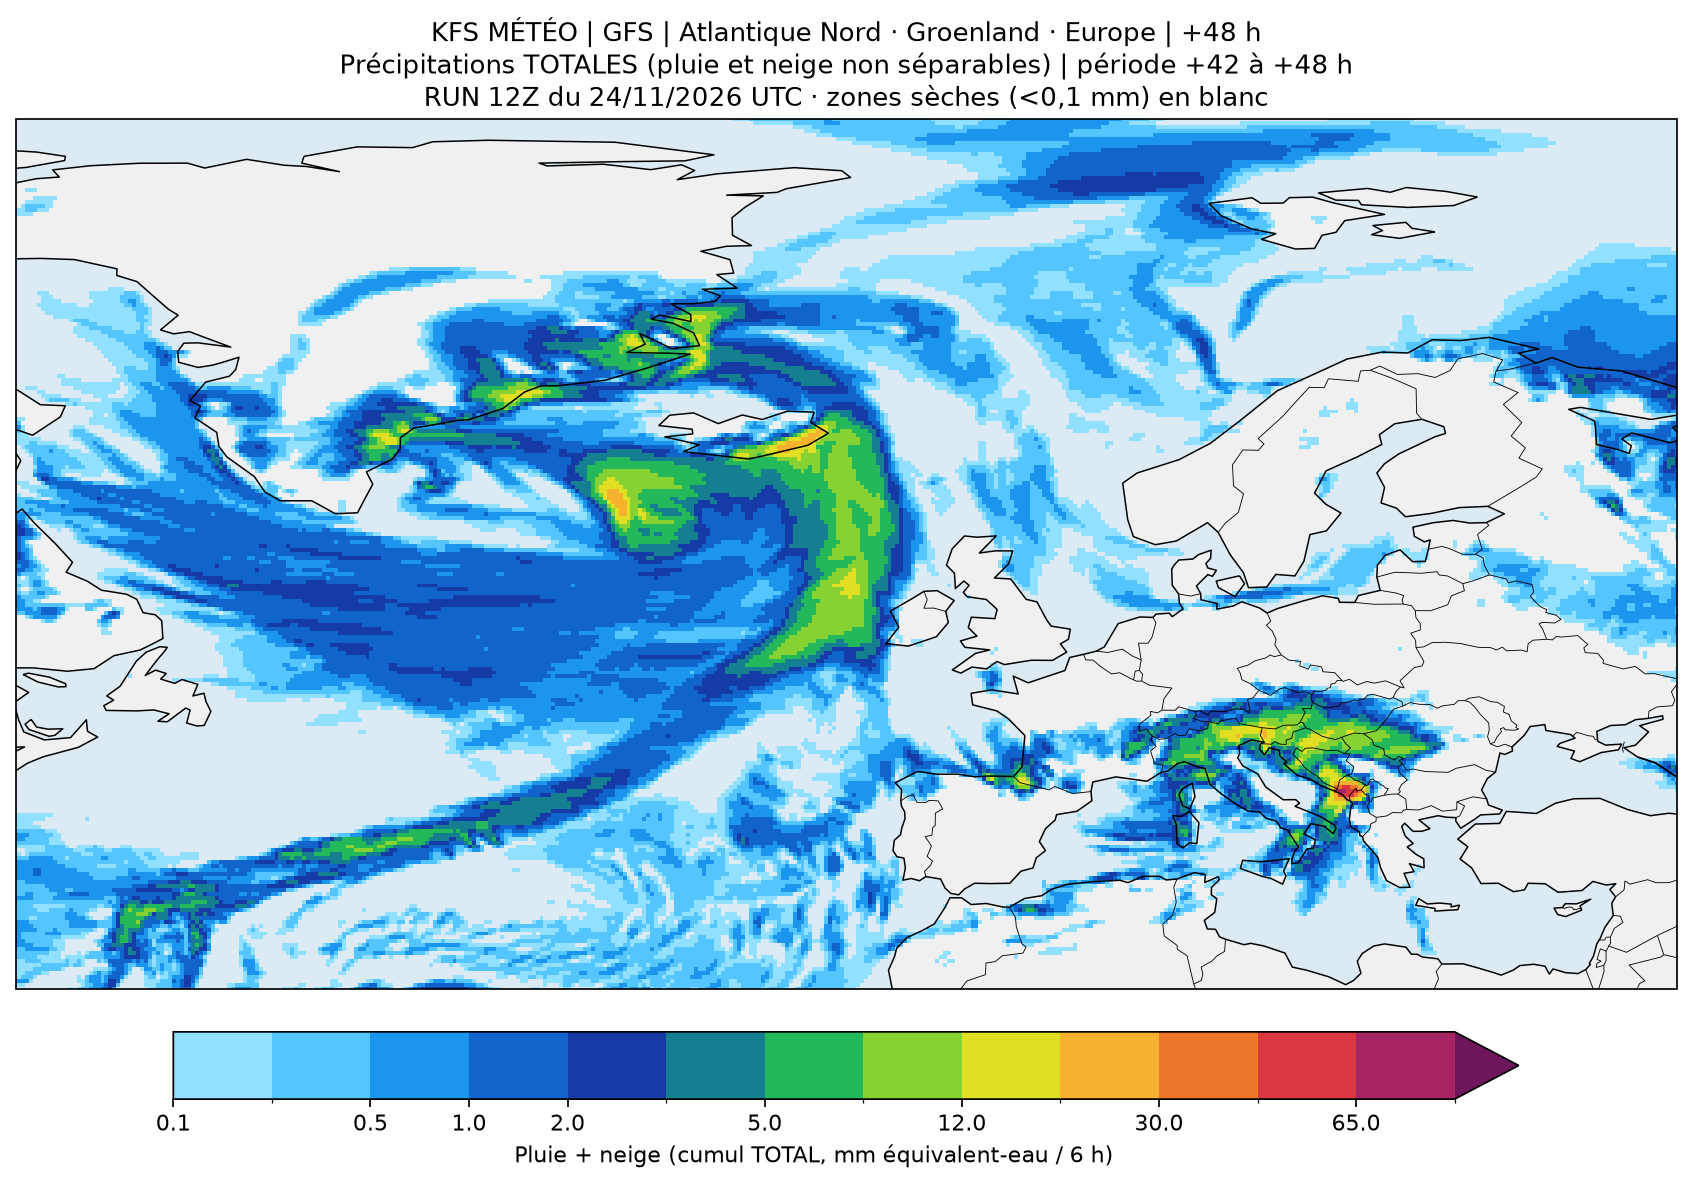 KFS MÉTÉO | GFS | Atlantique Nord · Groenland · Europe | +48 h
Précipitations TOTALES (pluie et neige non séparables) | période +42 à +48 h
RUN 12Z du 24/11/2026 UTC · zones sèches (<0,1 mm) en blanc
0.1 0.5 1.0 2.0 5.0 12.0 30.0 65.0
Pluie + neige (cumul TOTAL, mm équivalent-eau / 6 h)